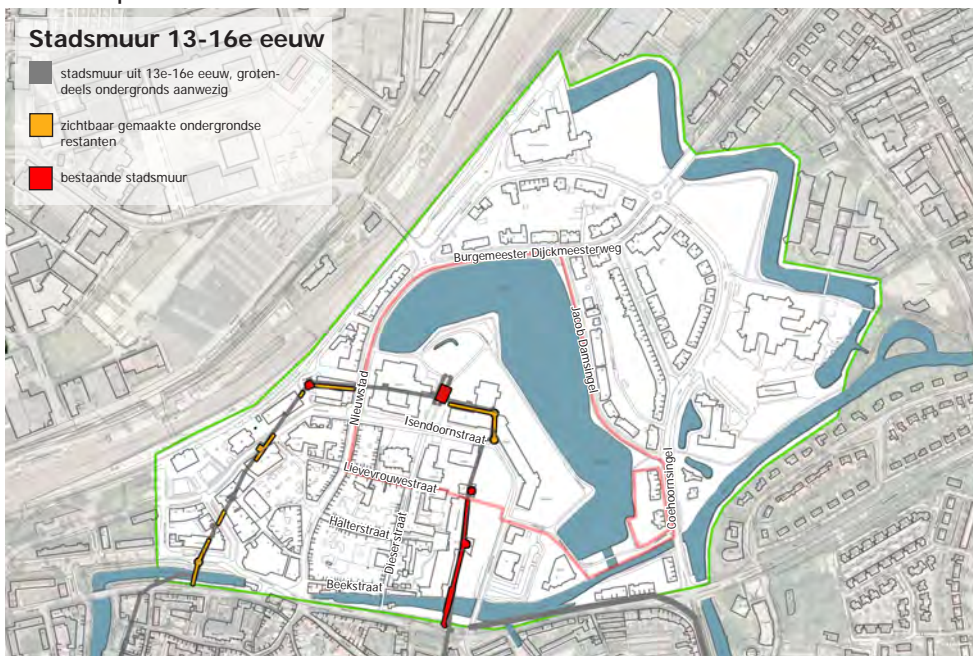 Stadsmuur 13-16e eeuw
stadsmuur uit 13e-16e eeuw, groten-
deels ondergronds aanwezig
zichtbaar gemaakte ondergrondse
restanten
bestaande stadsmuur
Burgemeester Dijckmeesterweg
Jacob Damsingel
Nieuwstad
Isendoornstraat
Lievevrouwestraat
Coehoornsingel
Halterstraat
Dieserstraat
Beekstraat